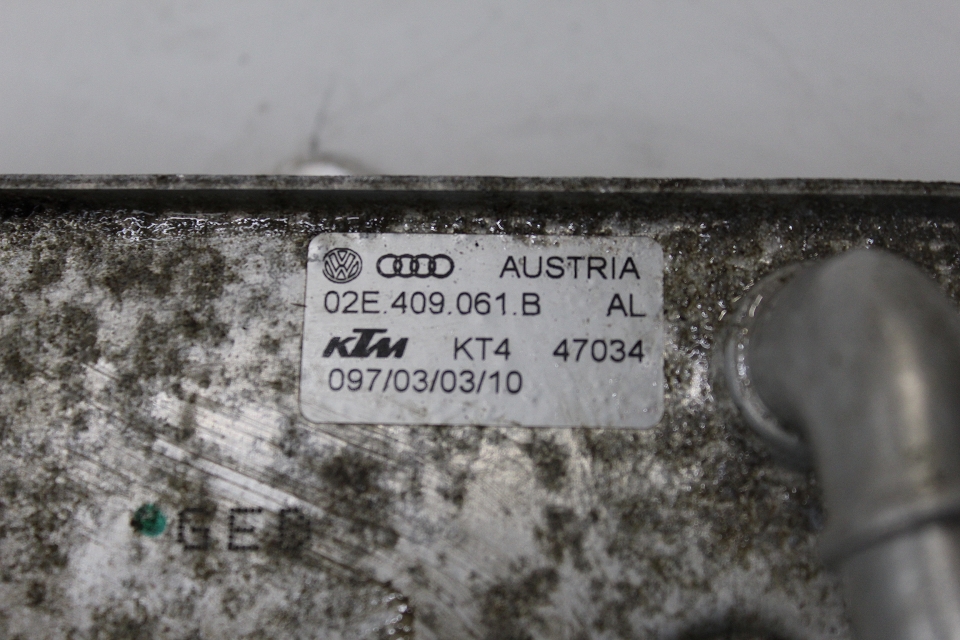 AUSTRIA
02E.409.061.B AL
KTM KT4 47034
097/03/03/10